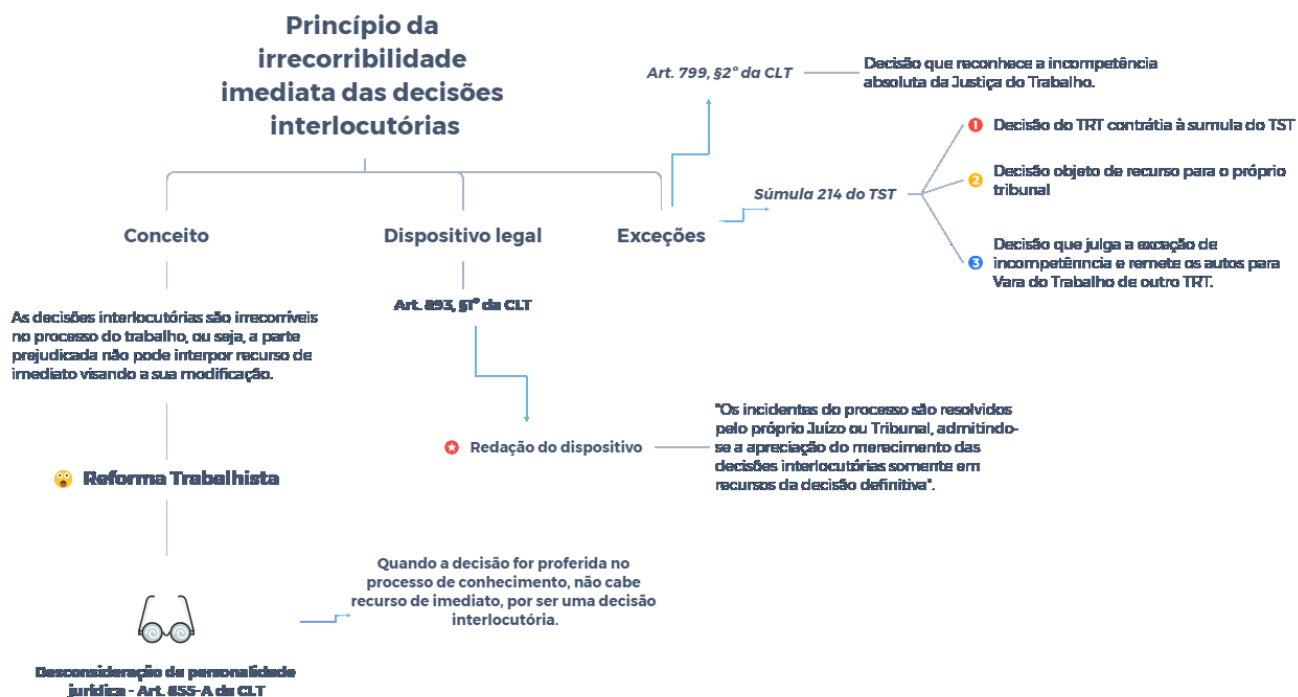 Princípio da
irrecorribilidade
imediata das decisões
interlocutórias
Art. 799, §2º da CLT
Decisão que reconhece a incompetência
absoluta da Justiça do Trabalho.
1 Decisão do TRT contrátia à sumula do TST
Súmula 214 do TST
2 Decisão objeto de recurso para o próprio
tribunal
3 Decisão que julga a exceção de
incompetêrincia e remete os autos para
Vara do Trabalho de outro TRT.
Conceito
Dispositivo legal
Exceções
As decisões interlocutórias são irrecorríveis
no processo do trabalho, ou seja, a parte
prejudicada não pode interpor recurso de
imediato visando a sua modificação.
Art. 893, §1º da CLT
Redação do dispositivo
"Os incidentes do processo são resolvidos
pelo próprio Juízo ou Tribunal, admitindo-
se a apreciação do merecimento das
decisões interlocutórias somente em
recursos da decisão definitiva".
Reforma Trabalhista
Quando a decisão for proferida no
processo de conhecimento, não cabe
recurso de imediato, por ser uma decisão
interlocutória.
Desconsideração da personalidade
jurídica - Art. 855-A da CLT